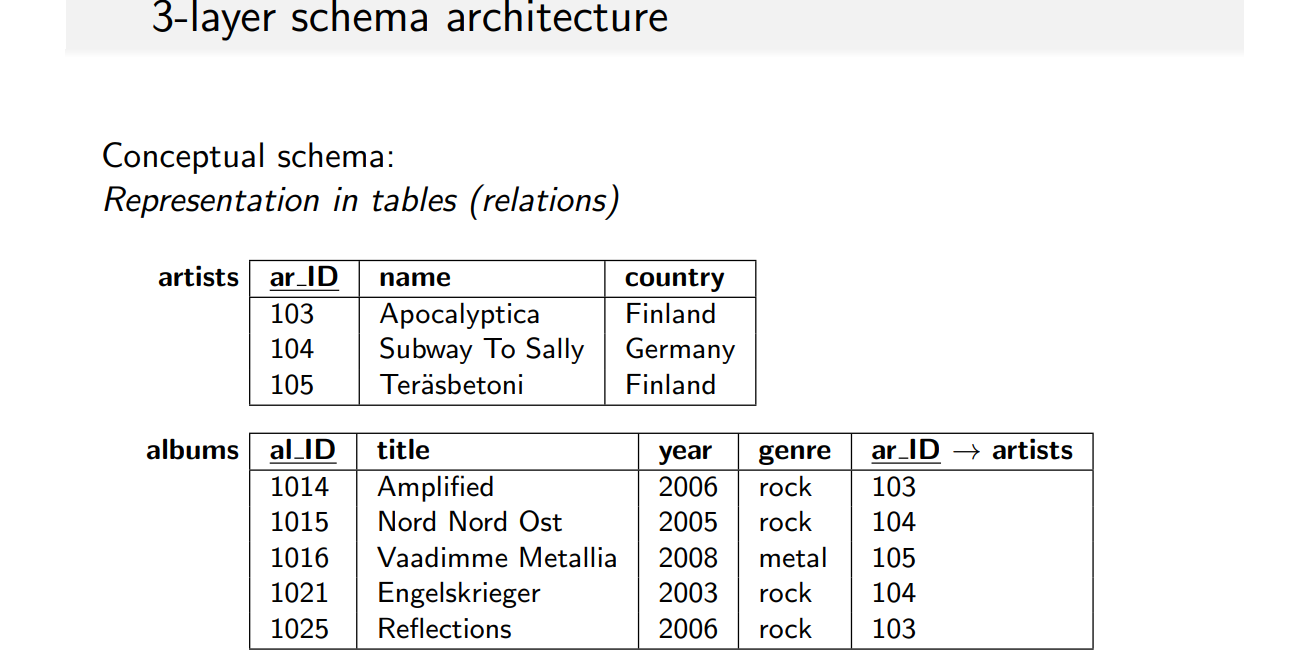 3-layer schema architecture
Conceptual schema:
Representation in tables (relations)
artists ar_ID name country
103 Apocalyptica Finland
104 Subway To Sally Germany
105 Teräsbetoni Finland
albums al_ID title year genre ar_ID → artists
1014 Amplified 2006 rock 103
1015 Nord Nord Ost 2005 rock 104
1016 Vaadimme Metallia 2008 metal 105
1021 Engelskrieger 2003 rock 104
1025 Reflections 2006 rock 103